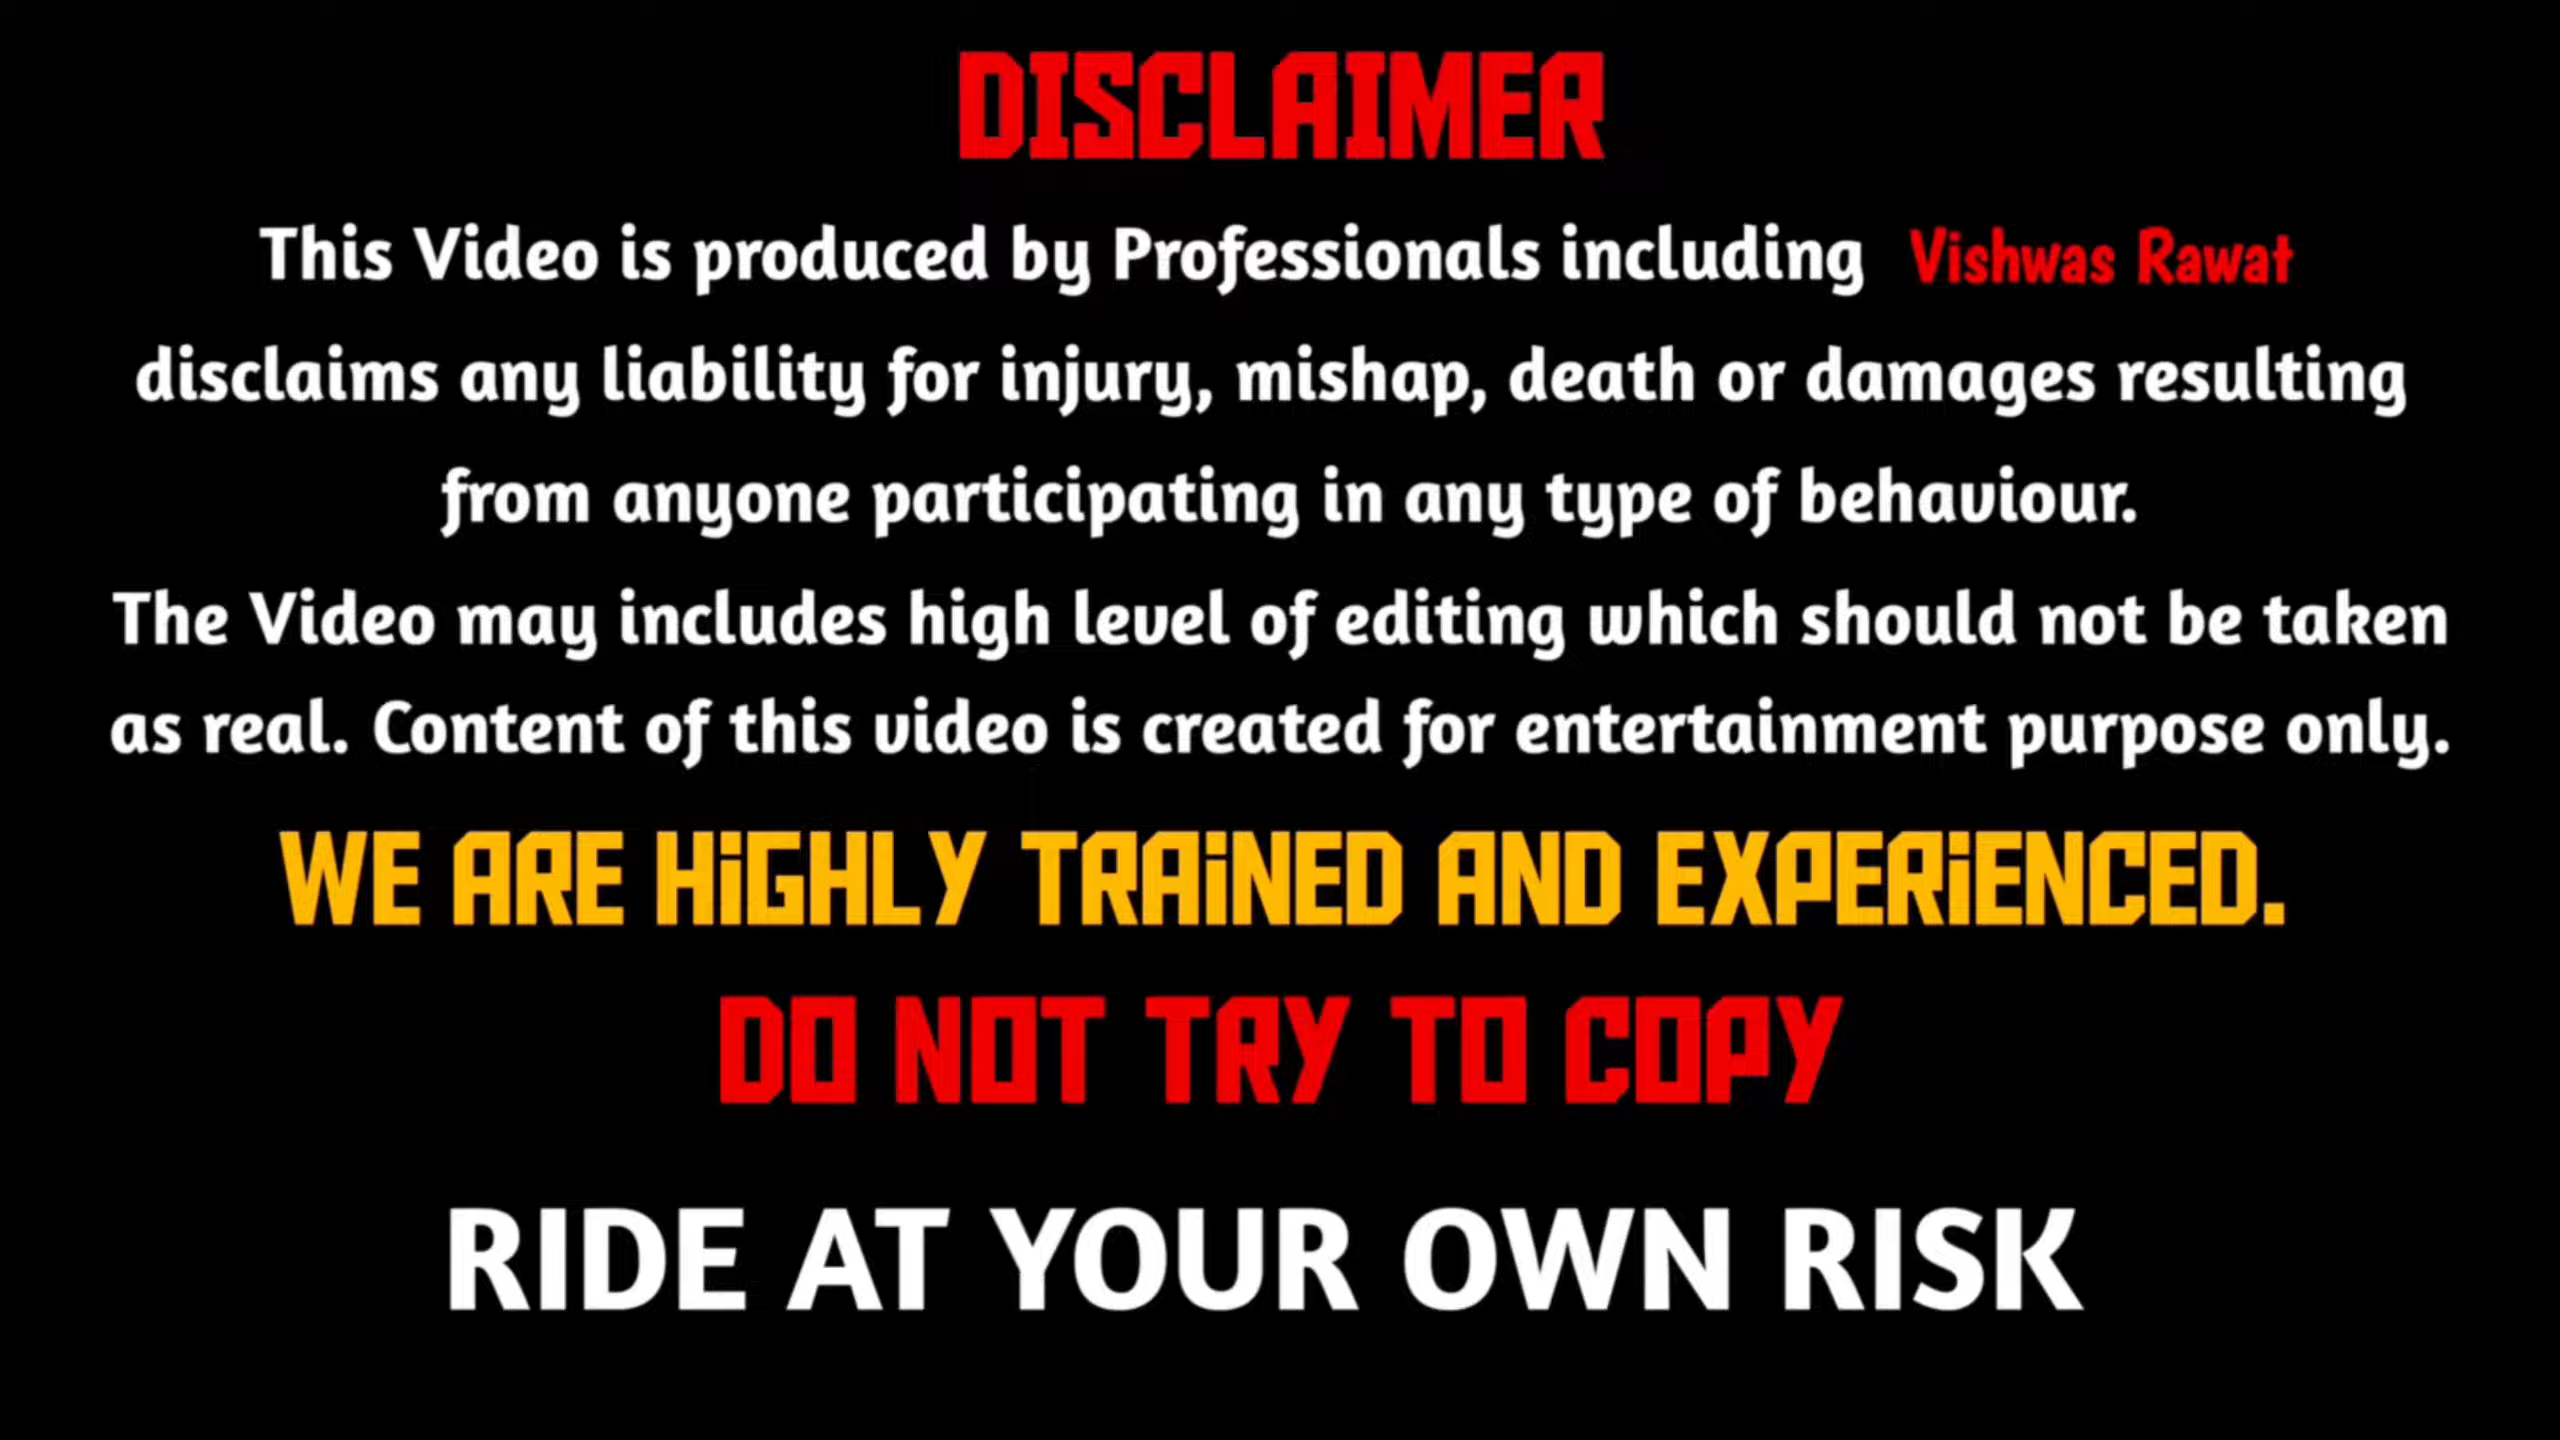 DISCLAIMER
This Video is produced by Professionals including Vishwas Rawat
disclaims any liability for injury, mishap, death or damages resulting
from anyone participating in any type of behaviour.
The Video may includes high level of editing which should not be taken
as real. Content of this video is created for entertainment purpose only.
WE ARE HiGHLY TRAiNED AND EXPERiENCED.
DO NOT TRY TO COPY
RIDE AT YOUR OWN RISK